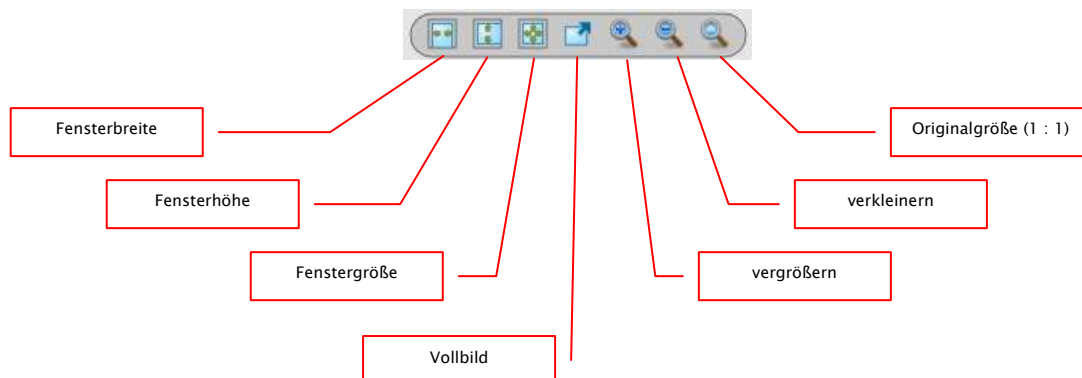 Fensterbreite
Originalgröße (1 : 1)
Fensterhöhe
verkleinern
Fenstergröße
vergrößern
Vollbild